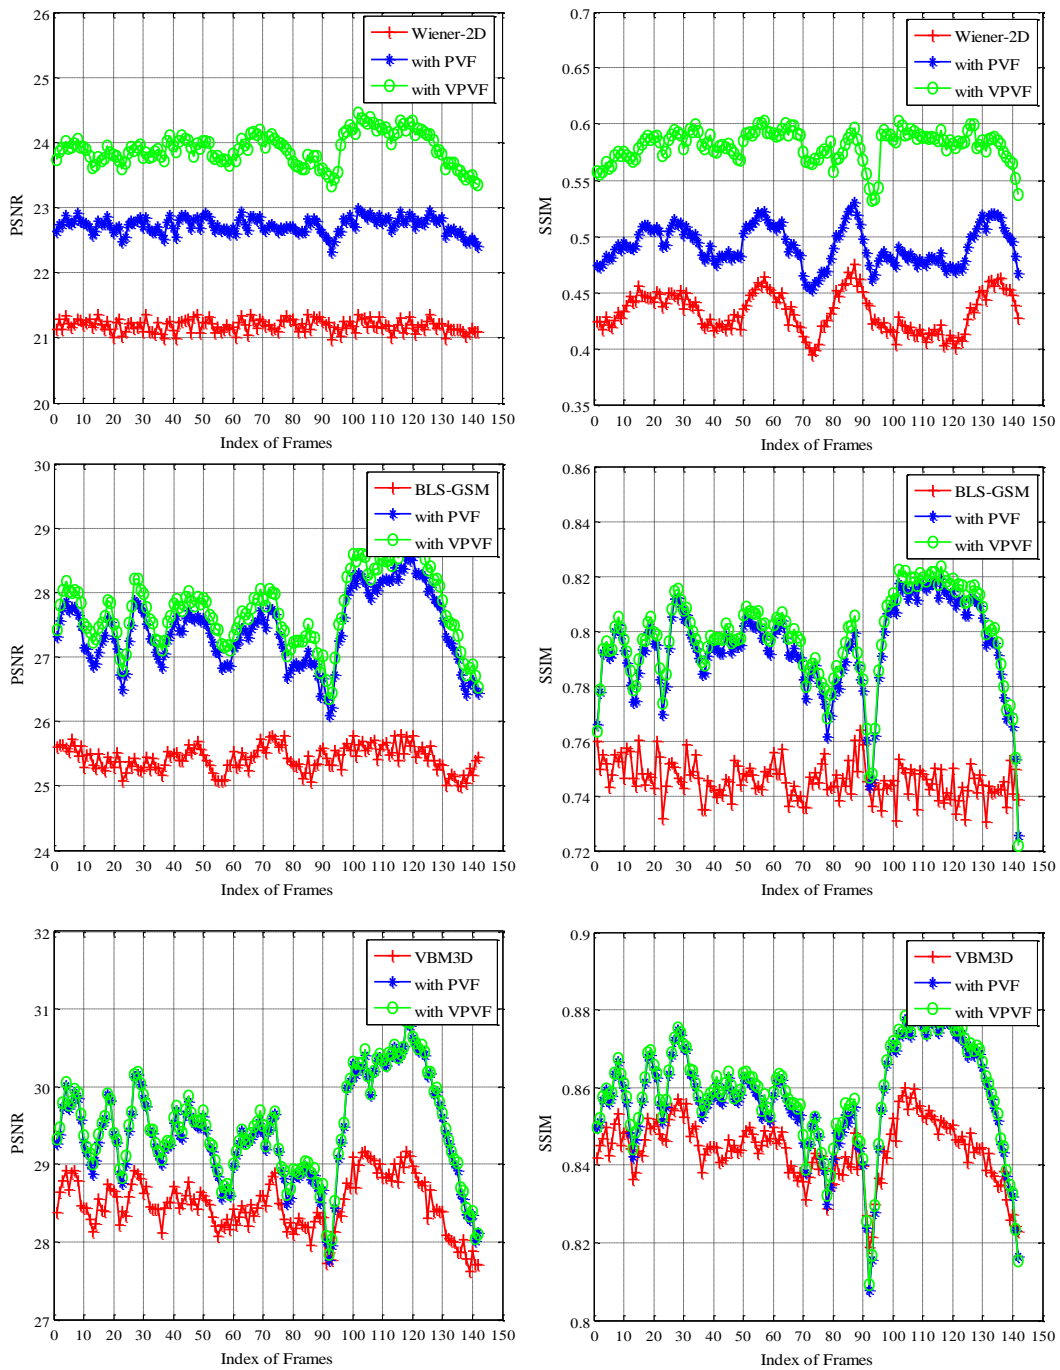 26
25
24
23
22
21
20
PSNR
0 10 20 30 40 50 60 70 80 90 100 110 120 130 140 150
Index of Frames
Wiener-2D
with PVF
with VPVF
0.7
0.65
0.6
0.55
0.5
0.45
0.4
0.35
SSIM
0 10 20 30 40 50 60 70 80 90 100 110 120 130 140 150
Index of Frames
Wiener-2D
with PVF
with VPVF
30
29
28
27
26
25
24
PSNR
0 10 20 30 40 50 60 70 80 90 100 110 120 130 140 150
Index of Frames
BLS-GSM
with PVF
with VPVF
0.86
0.84
0.82
0.8
0.78
0.76
0.74
0.72
SSIM
0 10 20 30 40 50 60 70 80 90 100 110 120 130 140 150
Index of Frames
BLS-GSM
with PVF
with VPVF
32
31
30
29
28
27
PSNR
0 10 20 30 40 50 60 70 80 90 100 110 120 130 140 150
Index of Frames
VBM3D
with PVF
with VPVF
0.9
0.88
0.86
0.84
0.82
0.8
SSIM
0 10 20 30 40 50 60 70 80 90 100 110 120 130 140 150
Index of Frames
VBM3D
with PVF
with VPVF